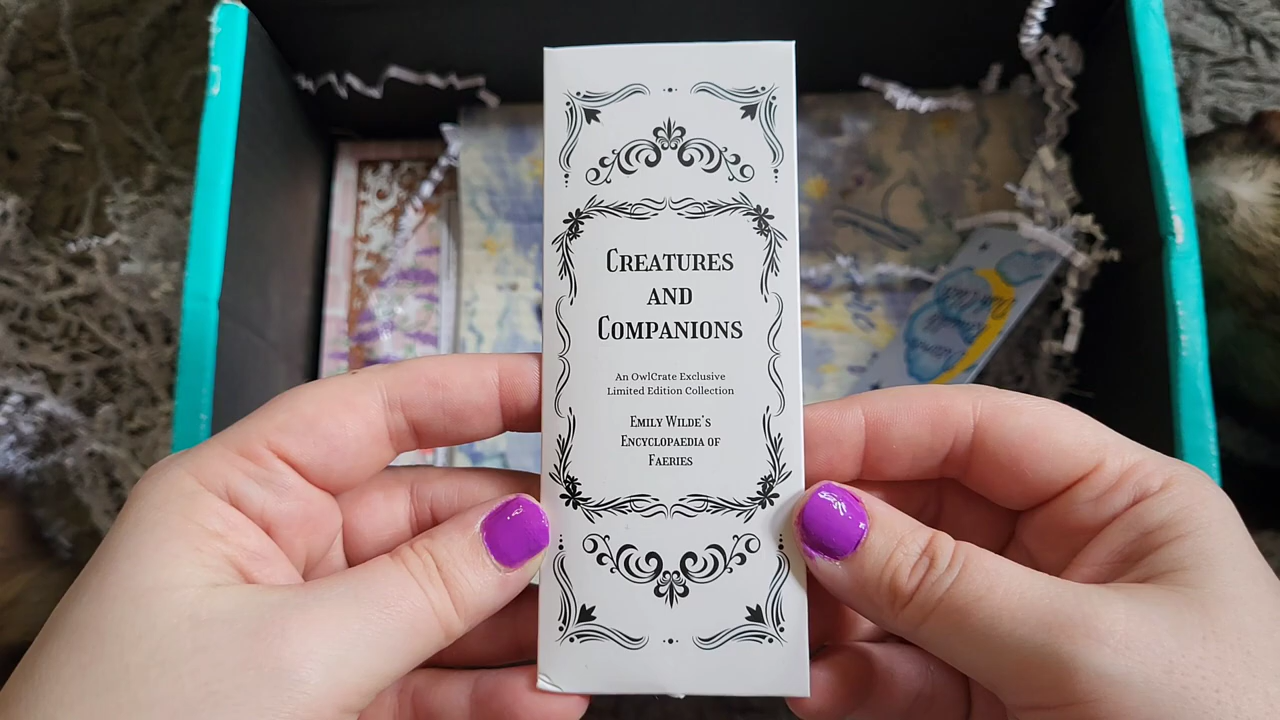 Creatures
and
Companions
An OwlCrate Exclusive
Limited Edition Collection
Emily Wilde's
Encyclopaedia of
Faeries